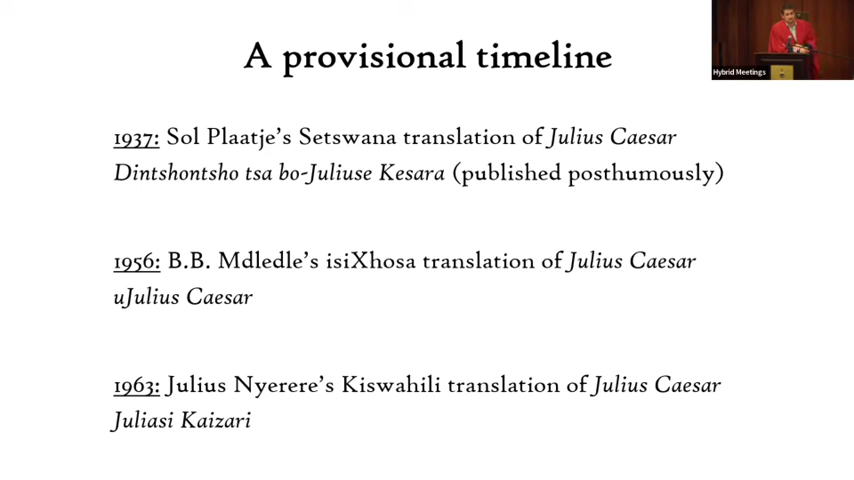 A provisional timeline
Hybrid Meetings
1937: Sol Plaatje's Setswana translation of Julius Caesar
Dintshontsho tsa bo-Juliuse Kesara (published posthumously)
1956: B.B. Mdledle's isiXhosa translation of Julius Caesar
uJulius Caesar
1963: Julius Nyerere's Kiswahili translation of Julius Caesar
Juliasi Kaizari